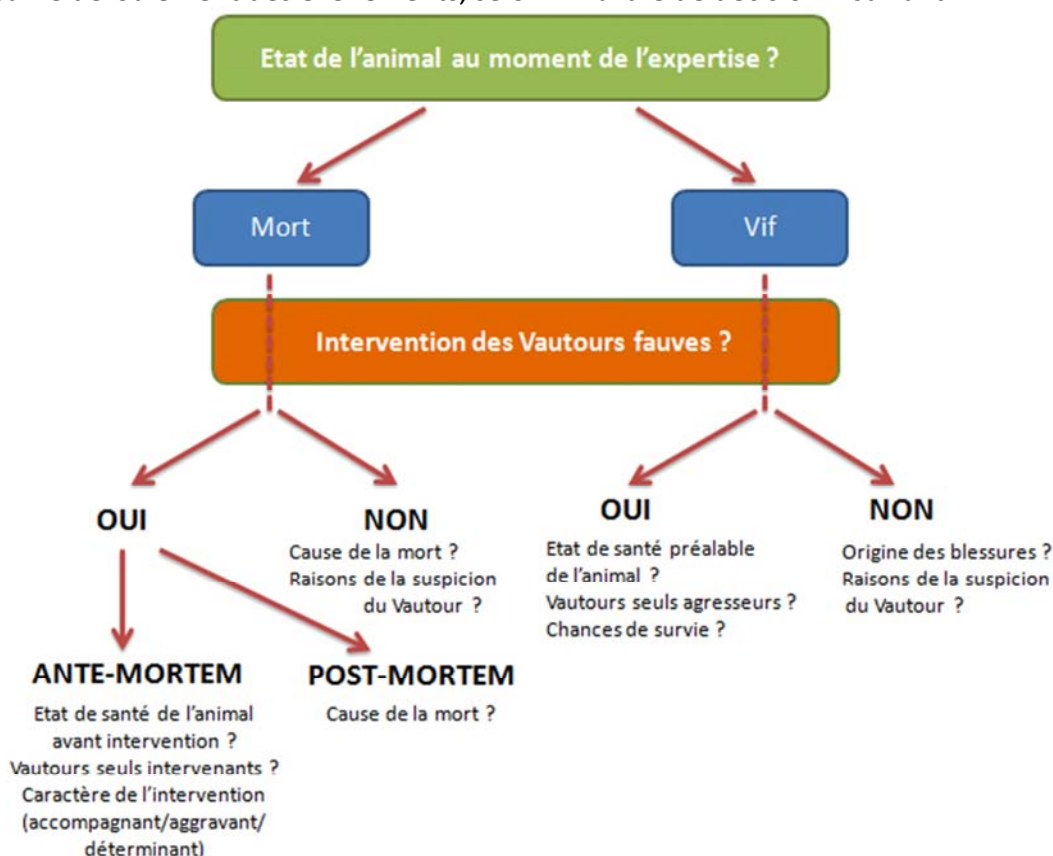 Etat de l'animal au moment de l'expertise ?
Mort
Vif
Intervention des Vautours fauves ?
OUI
NON
Cause de la mort ?
Raisons de la suspicion
du Vautour ?
OUI
Etat de santé préalable
de l'animal ?
Vautours seuls agresseurs ?
Chances de survie ?
NON
Origine des blessures ?
Raisons de la suspicion
du Vautour ?
ANTE-MORTEM
Etat de santé de l'animal
avant intervention ?
Vautours seuls intervenants ?
Caractère de l'intervention
(accompagnant/aggravant/
déterminant)
POST-MORTEM
Cause de la mort ?